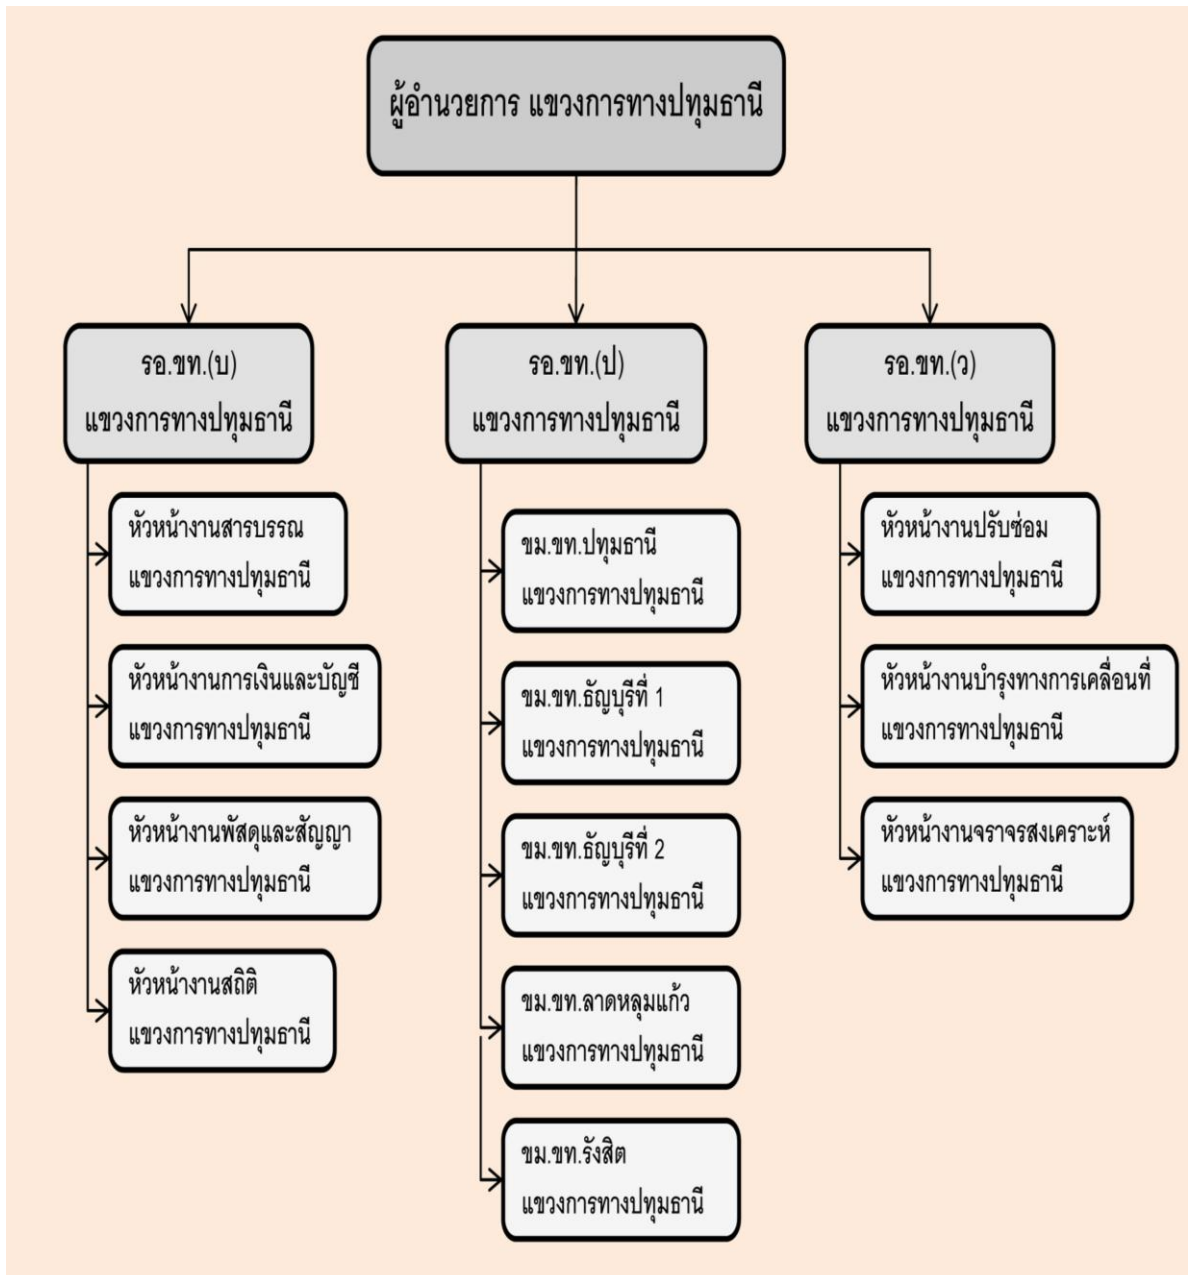 ผู้อำนวยการ แขวงการทางปทุมธานี
รอ.ขท.(บ)
แขวงการทางปทุมธานี
หัวหน้างานสารบรรณ
แขวงการทางปทุมธานี
หัวหน้างานการเงินและบัญชี
แขวงการทางปทุมธานี
หัวหน้างานพัสดุและสัญญา
แขวงการทางปทุมธานี
หัวหน้างานสถิติ
แขวงการทางปทุมธานี
รอ.ขท.(ป)
แขวงการทางปทุมธานี
ขม.ขท.ปทุมธานี
แขวงการทางปทุมธานี
ขม.ขท.ธัญบุรีที่ 1
แขวงการทางปทุมธานี
ขม.ขท.ธัญบุรีที่ 2
แขวงการทางปทุมธานี
ขม.ขท.ลาดหลุมแก้ว
แขวงการทางปทุมธานี
ขม.ขท.รังสิต
แขวงการทางปทุมธานี
รอ.ขท.(ว)
แขวงการทางปทุมธานี
หัวหน้างานปรับซ่อม
แขวงการทางปทุมธานี
หัวหน้างานบำรุงทางการเคลื่อนที่
แขวงการทางปทุมธานี
หัวหน้างานจราจรสงเคราะห์
แขวงการทางปทุมธานี